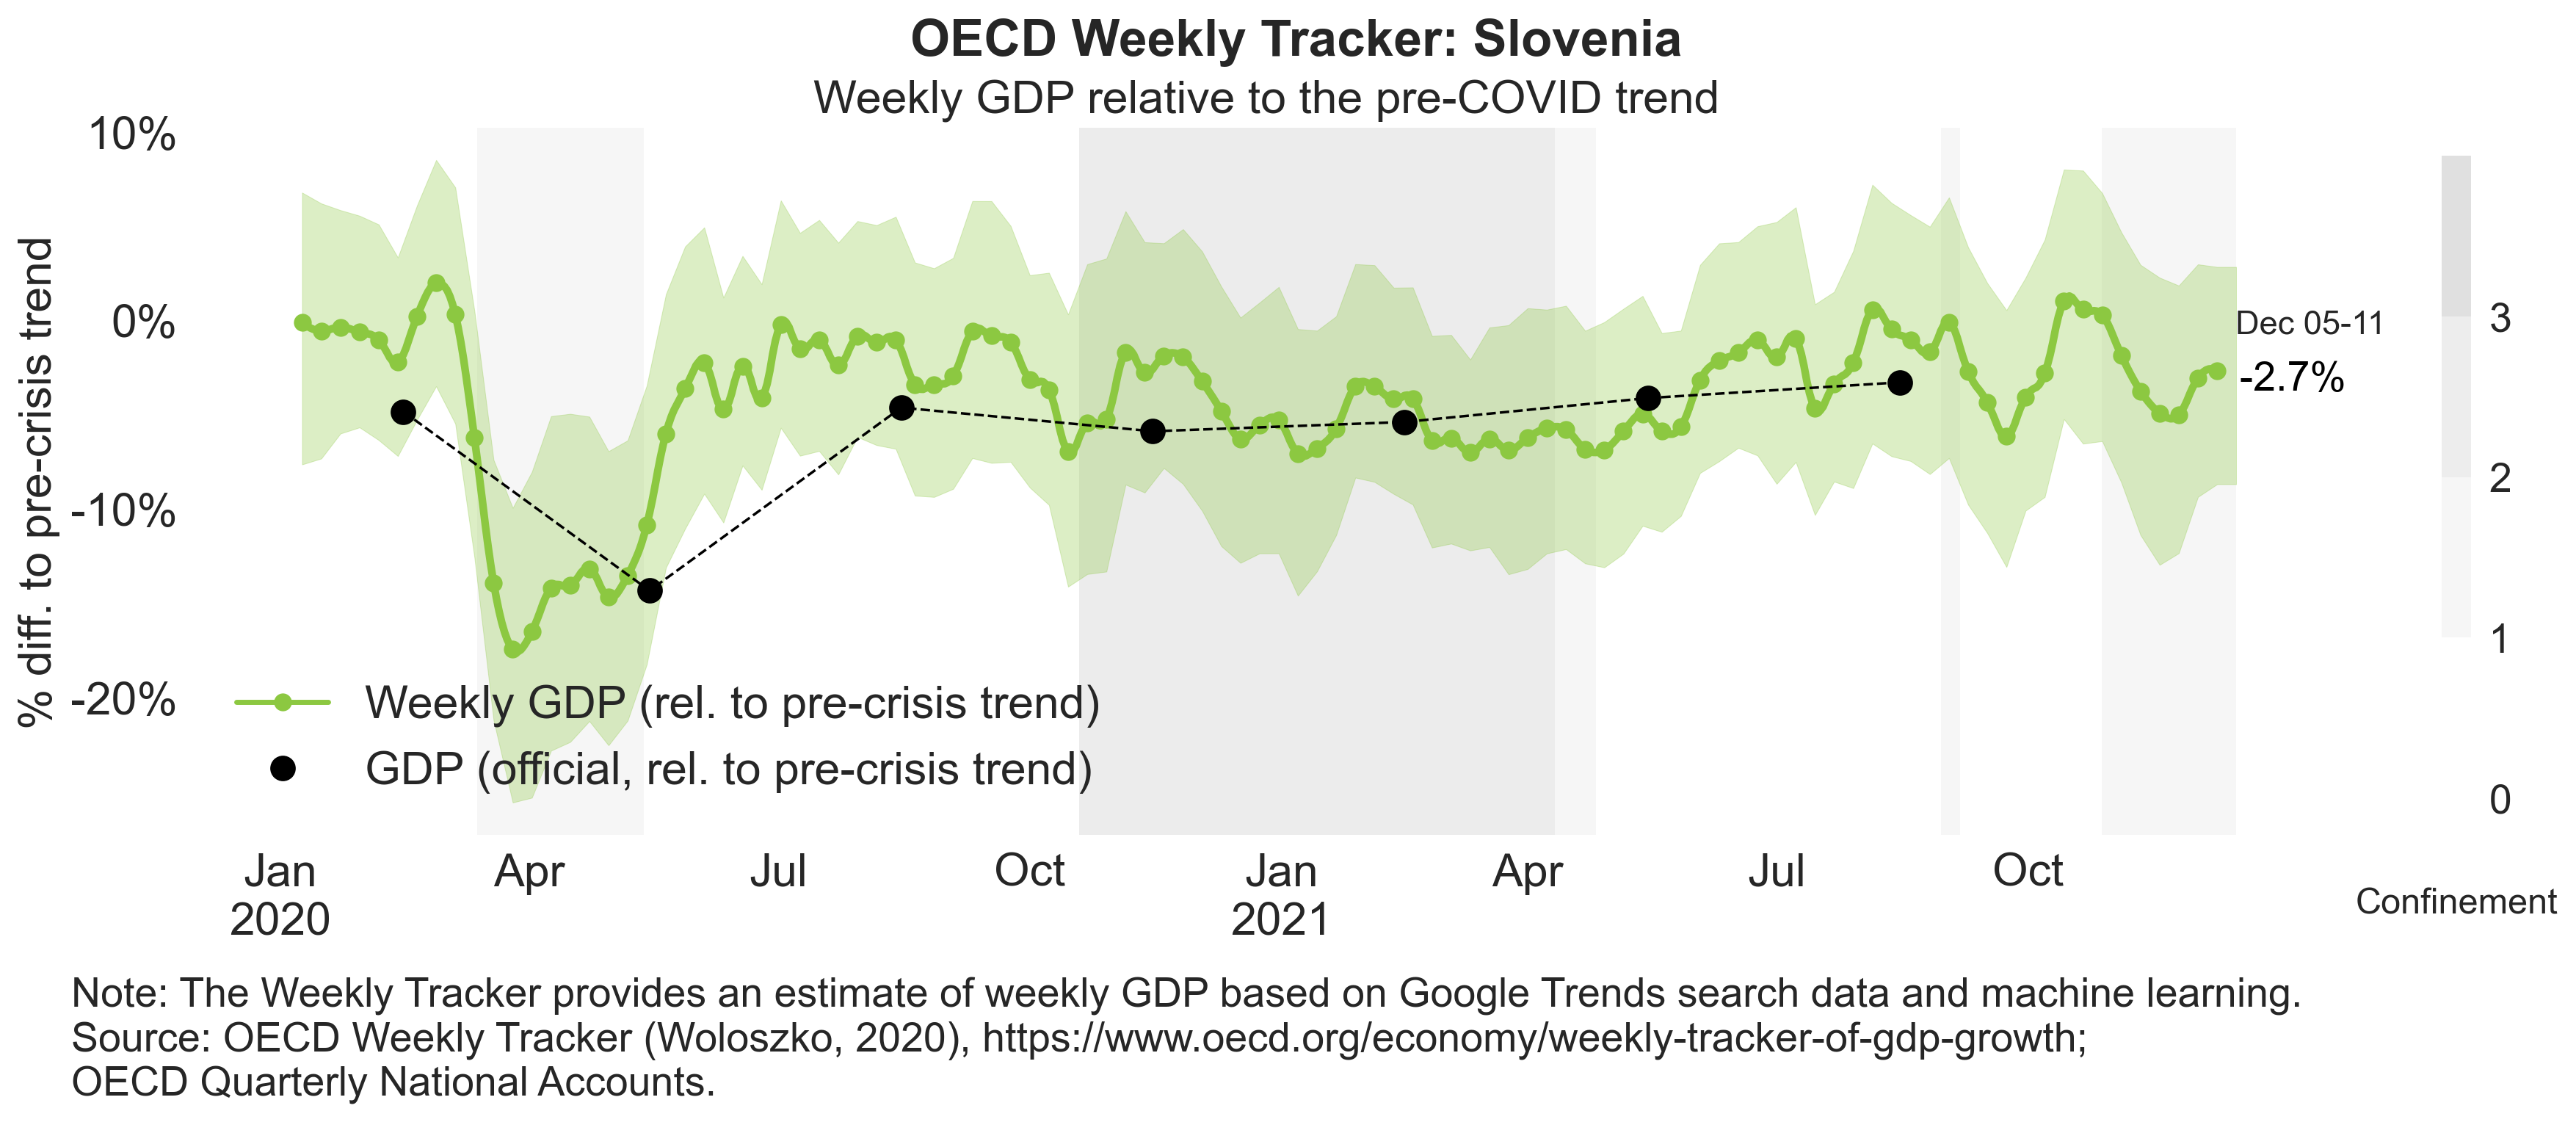 OECD Weekly Tracker: Slovenia
Weekly GDP relative to the pre-COVID trend
% diff. to pre-crisis trend
10%
0%
-10%
-20%
Dec 05-11
-2.7%
Weekly GDP (rel. to pre-crisis trend)
GDP (official, rel. to pre-crisis trend)
3
2
1
0
Confinement
Jan Apr Jul Oct Jan Apr Jul Oct
2020 2021
Note: The Weekly Tracker provides an estimate of weekly GDP based on Google Trends search data and machine learning.
Source: OECD Weekly Tracker (Woloszko, 2020), https://www.oecd.org/economy/weekly-tracker-of-gdp-growth;
OECD Quarterly National Accounts.